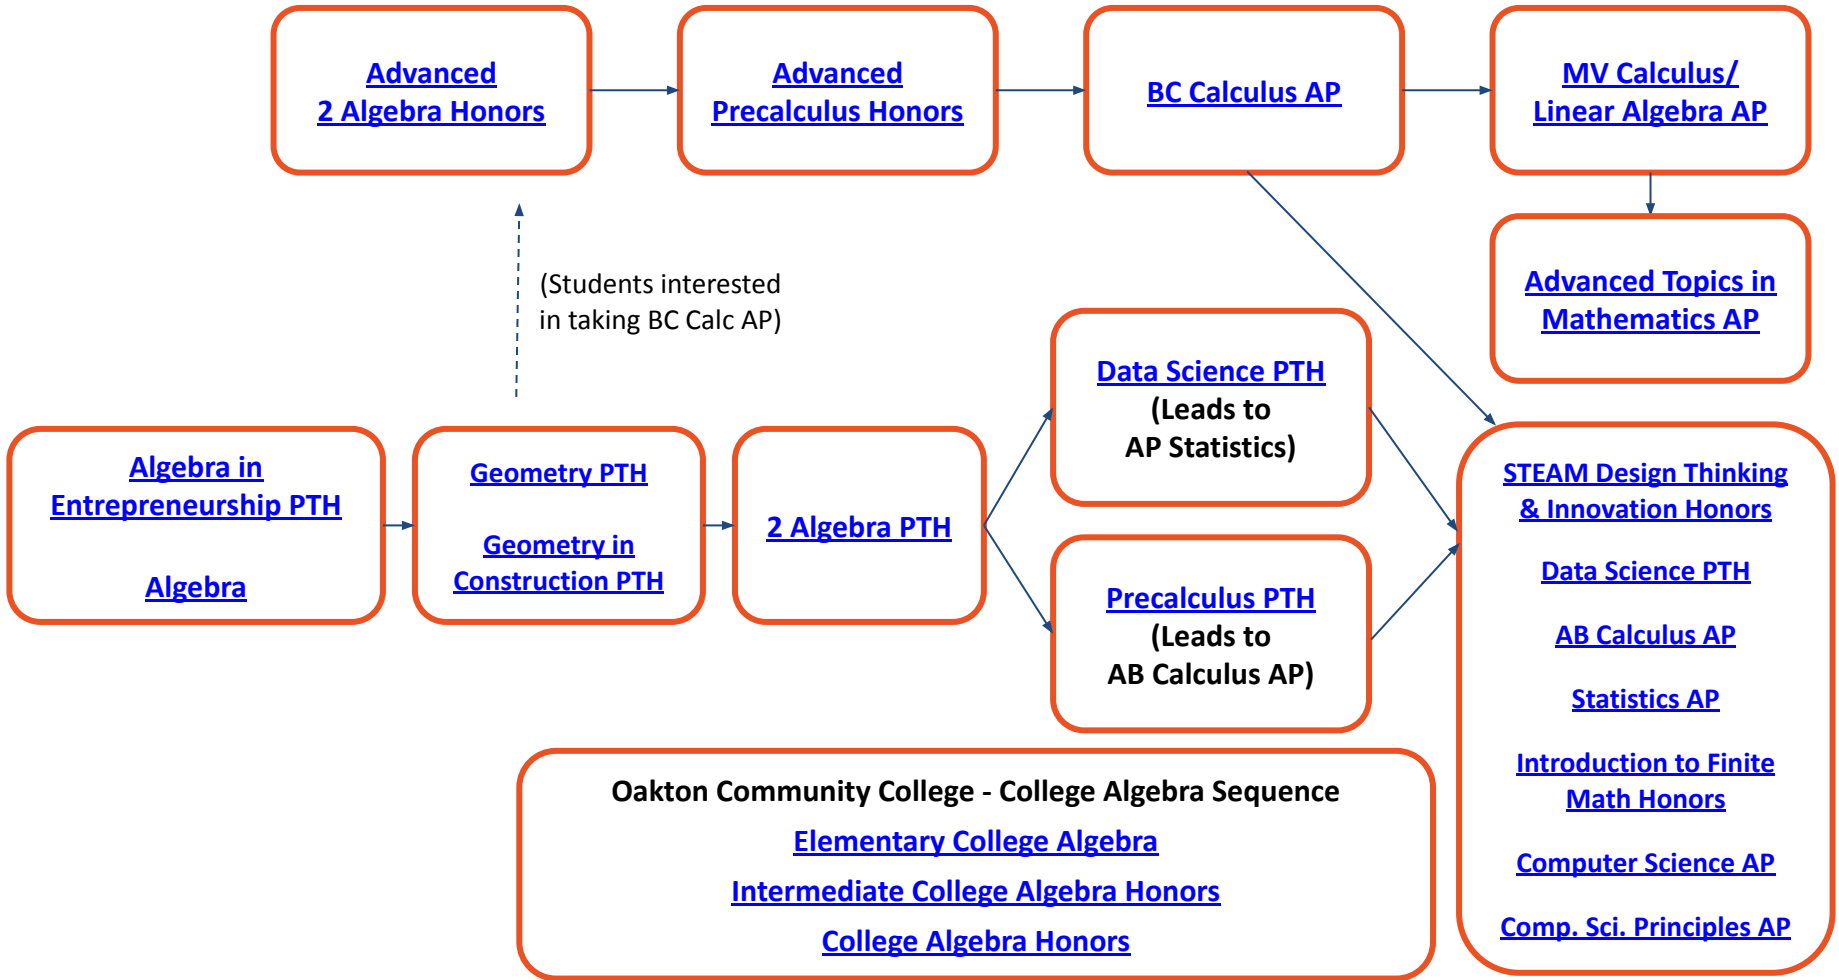 Advanced
2 Algebra Honors
Advanced
Precalculus Honors
BC Calculus AP
MV Calculus/
Linear Algebra AP
Advanced Topics in
Mathematics AP
(Students interested
in taking BC Calc AP)
Algebra in
Entrepreneurship PTH
Algebra
Geometry PTH
Geometry in
Construction PTH
2 Algebra PTH
Data Science PTH
(Leads to
AP Statistics)
Precalculus PTH
(Leads to
AB Calculus AP)
STEAM Design Thinking
& Innovation Honors
Data Science PTH
AB Calculus AP
Statistics AP
Introduction to Finite
Math Honors
Computer Science AP
Comp. Sci. Principles AP
Oakton Community College - College Algebra Sequence
Elementary College Algebra
Intermediate College Algebra Honors
College Algebra Honors